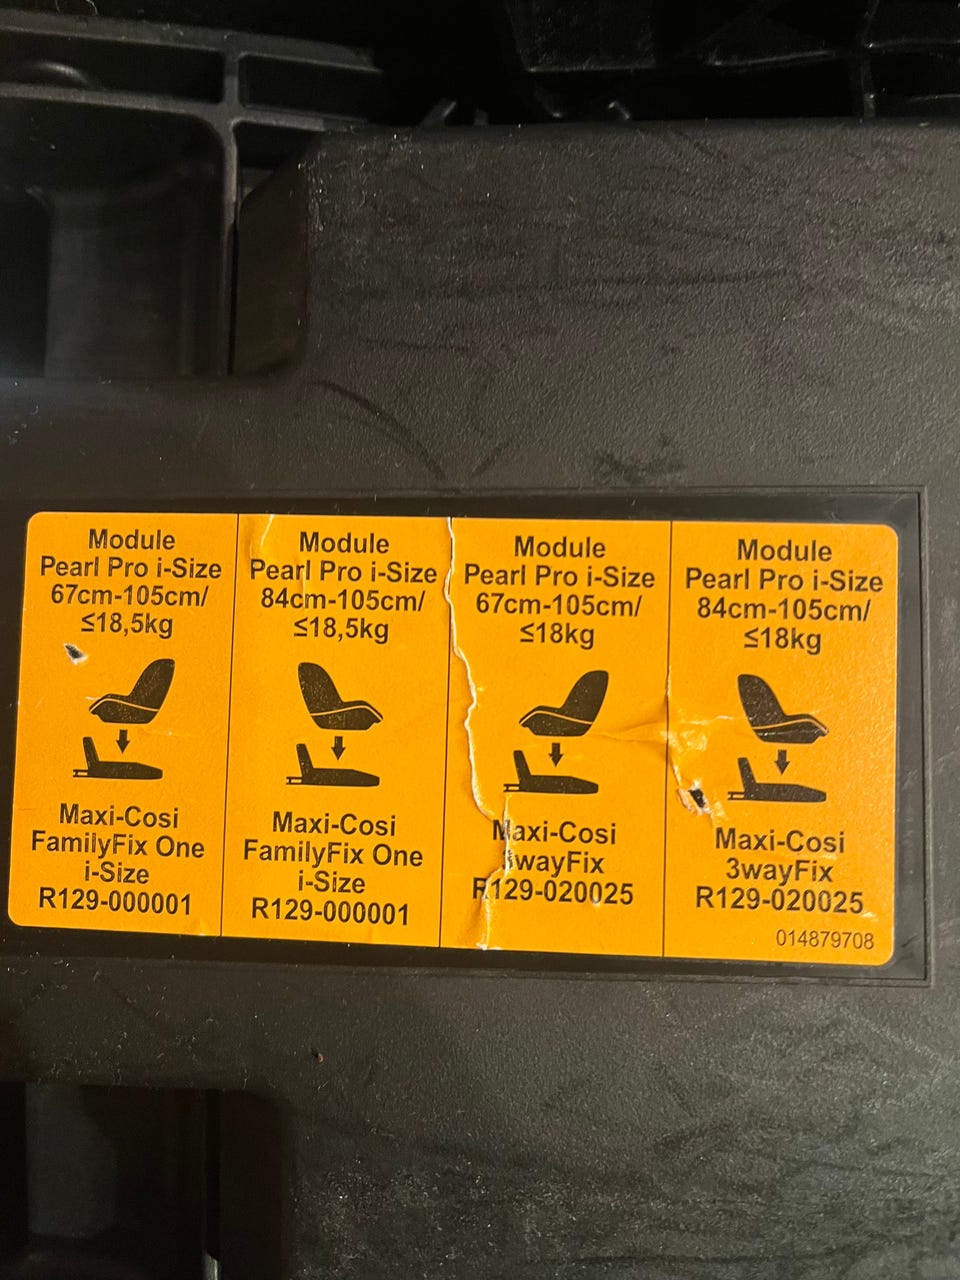 Module
Pearl Pro i-Size
67cm-105cm/
≤18,5kg
Maxi-Cosi
FamilyFix One
i-Size
R129-000001
Module
Pearl Pro i-Size
84cm-105cm/
≤18,5kg
Maxi-Cosi
FamilyFix One
i-Size
R129-000001
Module
Pearl Pro i-Size
67cm-105cm/
≤18kg
Maxi-Cosi
3wayFix
R129-020025
Module
Pearl Pro i-Size
84cm-105cm/
≤18kg
Maxi-Cosi
3wayFix
R129-020025
014879708